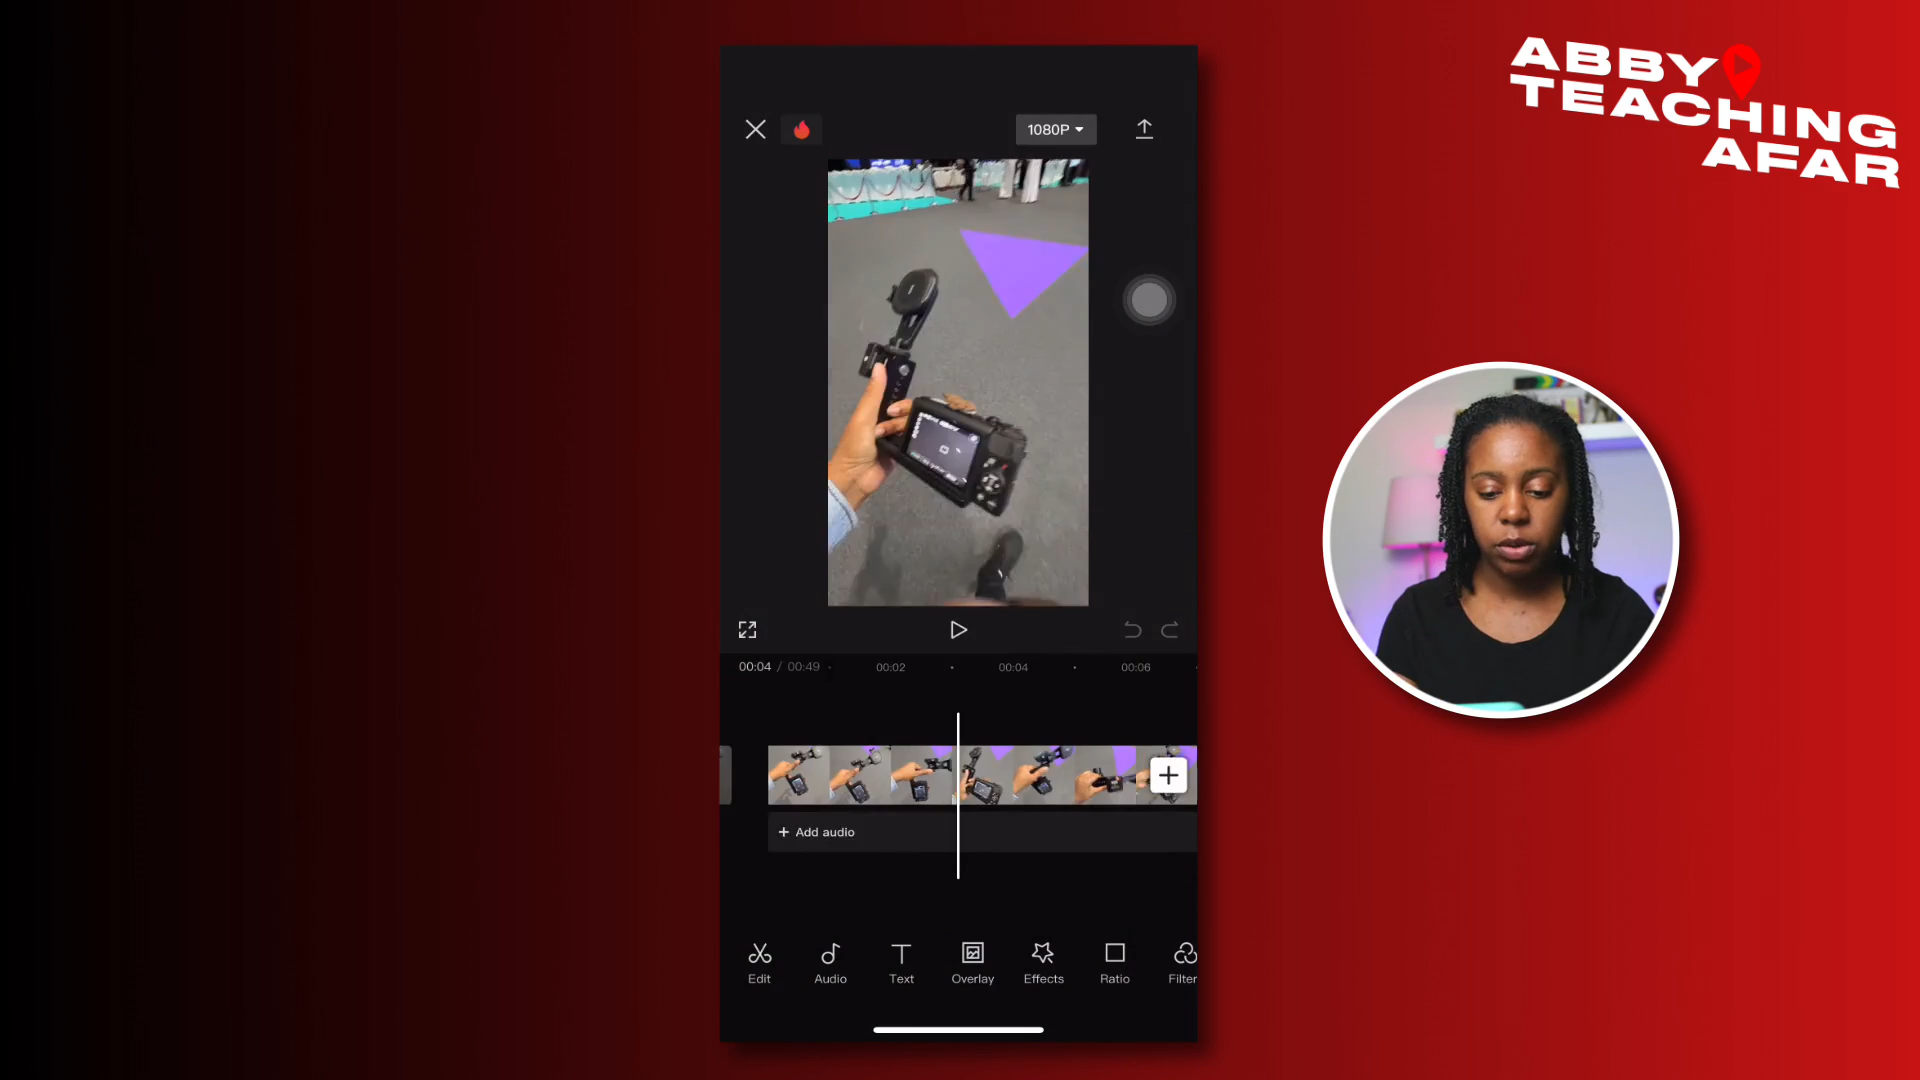 ABBY
TEACHING
AFAR
1080P
00:04 / 00:49
00:02
00:04
00:06
+ Add audio
Edit
Audio
Text
Overlay
Effects
Ratio
Filter